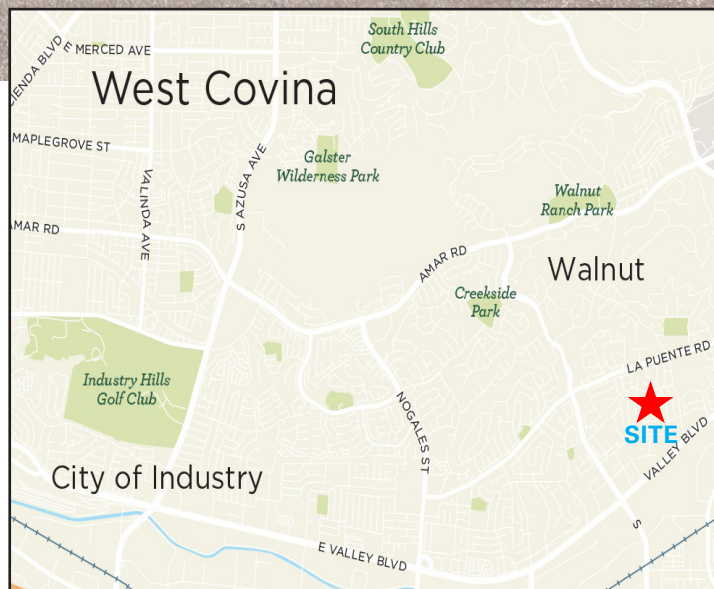 South Hills
Country Club
E MERCED AVE
West Covina
MAPLEGROVE ST
Galster
Wilderness Park
VALINDA AVE
S AZUSA AVE
Walnut
Ranch Park
AMAR RD
AMAR RD
Walnut
Creekside
Park
LA PUENTE RD
Industry Hills
Golf Club
NOGALES ST
SITE
VALLEY BLVD
City of Industry
S
E VALLEY BLVD